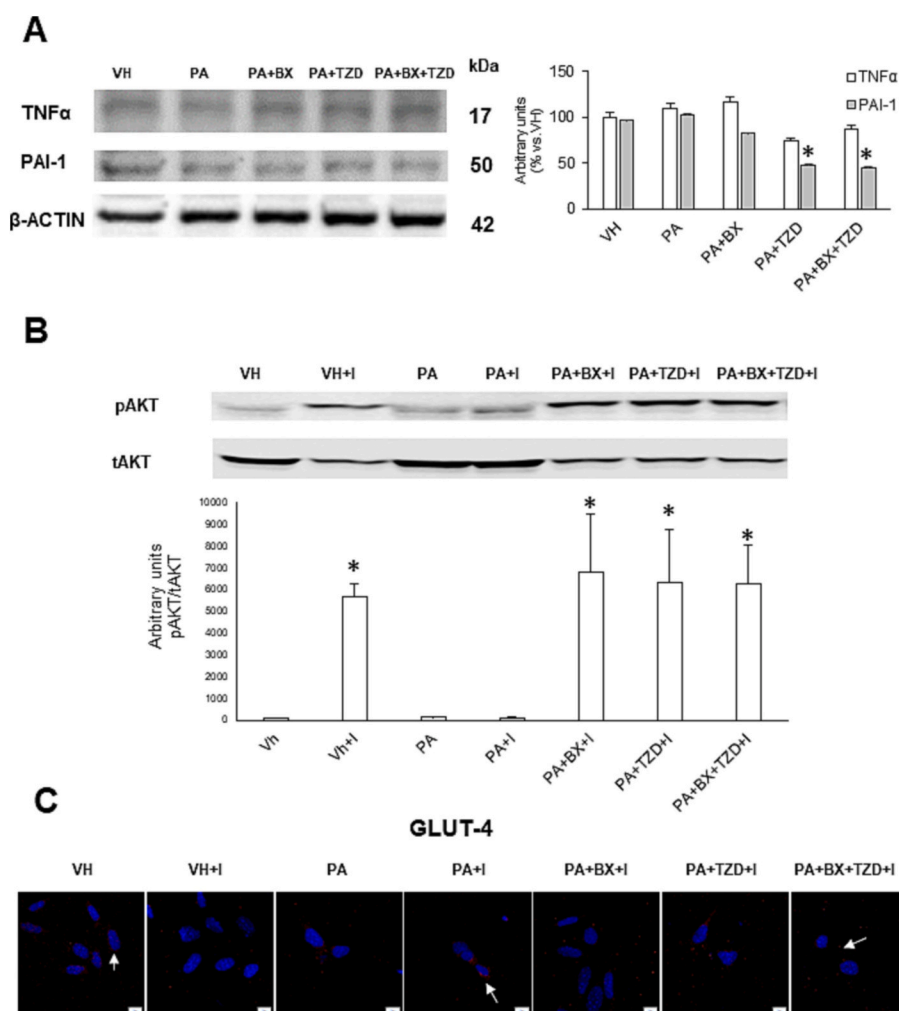 A
VH PA PA+BX PA+TZD PA+BX+TZD kDa
TNFα 17
PAI-1 50
β-ACTIN 42
150
100
50
0
Arbitrary units
(% vs.VH)
TNFα
PAI-1
* *
VH PA PA+BX PA+TZD PA+BX+TZD
B
VH VH+I PA PA+I PA+BX+I PA+TZD+I PA+BX+TZD+I
pAKT
tAKT
10000
9000
8000
7000
6000
5000
4000
3000
2000
1000
0
Arbitrary units
pAKT/tAKT
* * * *
Vh Vh+I PA PA+I PA+BX+I PA+TZD+I PA+BX+TZD+I
C
GLUT-4
VH VH+I PA PA+I PA+BX+I PA+TZD+I PA+BX+TZD+I